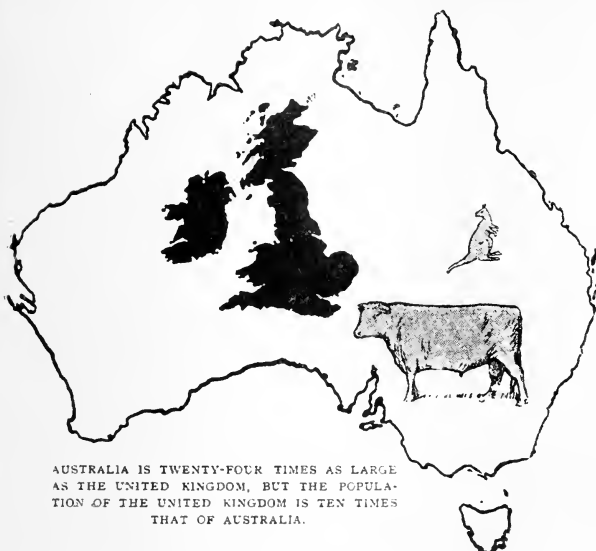 AUSTRALIA IS TWENTY-FOUR TIMES AS LARGE
AS THE UNITED KINGDOM, BUT THE POPULA-
TION OF THE UNITED KINGDOM IS TEN TIMES
THAT OF AUSTRALIA.